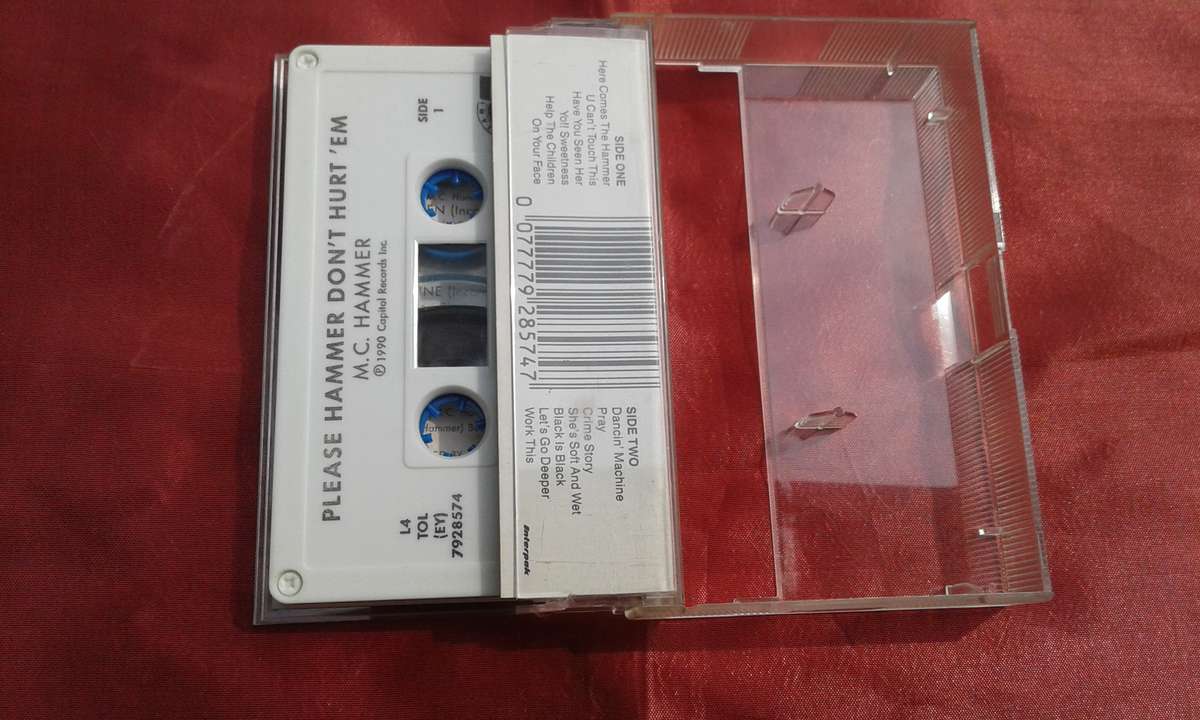 PLEASE HAMMER DON'T HURT 'EM
M.C. HAMMER
℗ 1990 Capitol Records Inc.
SIDE
1
L4
TOL
(EY)
7928574
SIDE ONE
Here Comes The Hammer
U Can't Touch This
Have You Seen Her
Yo!! Sweetness
Help The Children
On Your Face
0 077779 285747
SIDE TWO
Dancin' Machine
Pray
Crime Story
She's Soft And Wet
Black Is Black
Let's Go Deeper
Work This
Interpak